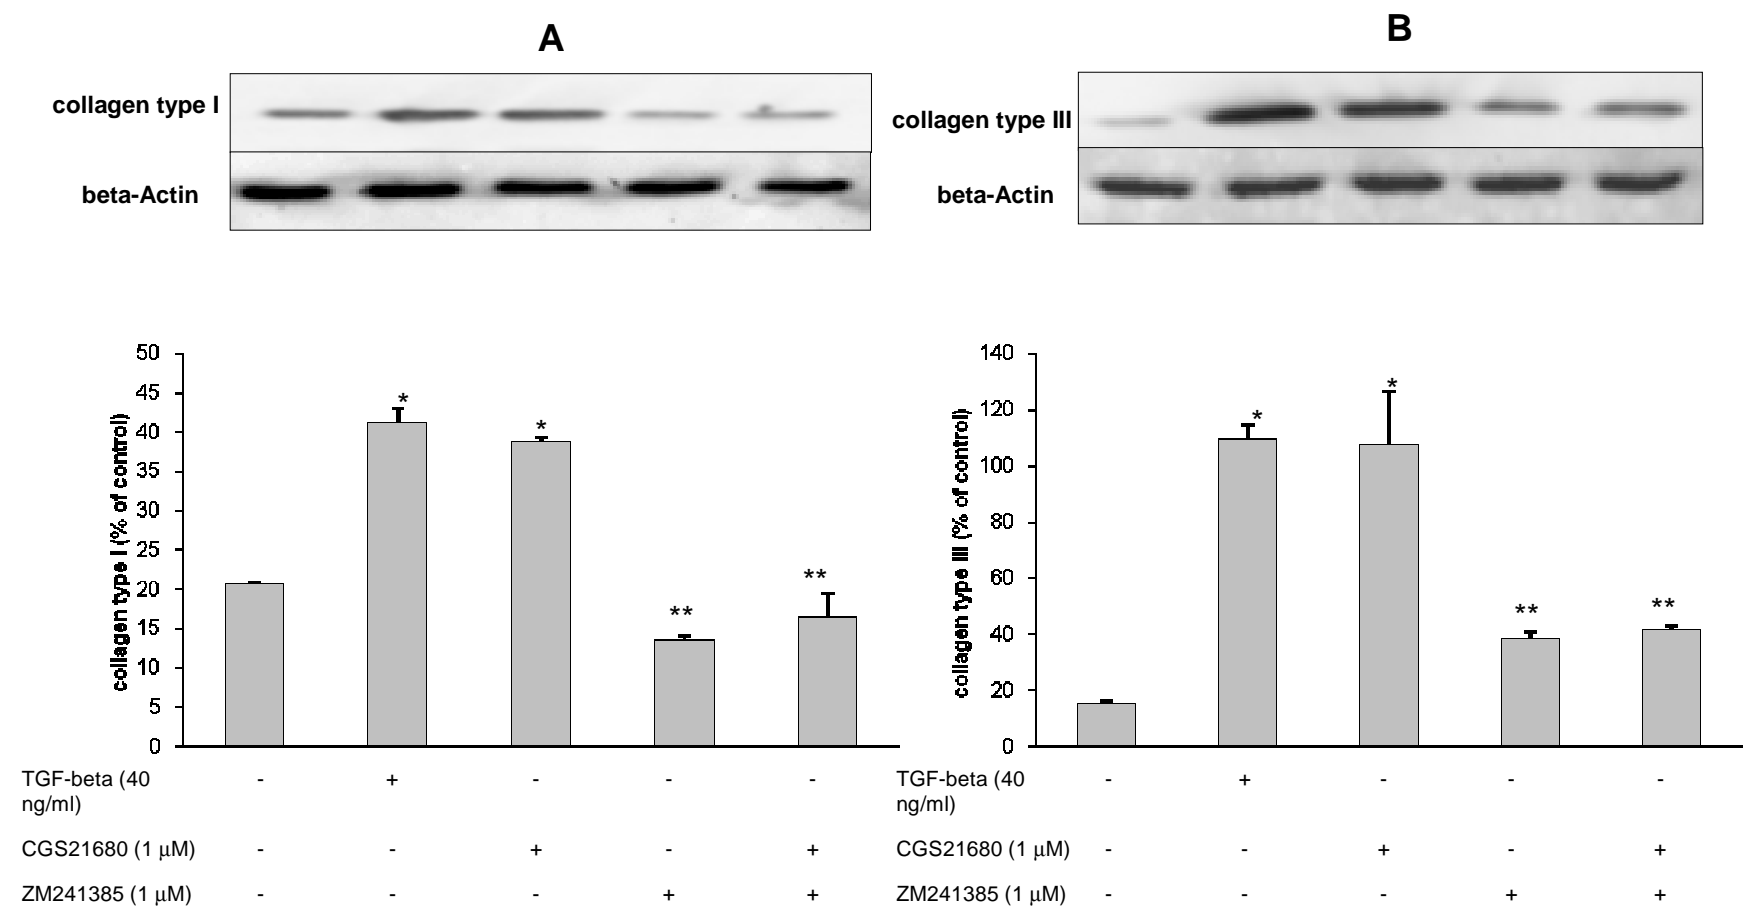 A
collagen type I
beta-Actin
50
45
40
35
30
25
20
15
10
5
0
collagen type I (% of control)
*
*
**
**
TGF-beta (40 - + - - -
ng/ml)
CGS21680 (1 μM) - - + - +
ZM241385 (1 μM) - - - + +
B
collagen type III
beta-Actin
140
120
100
80
60
40
20
0
collagen type III (% of control)
*
*
**
**
TGF-beta (40 - + - - -
ng/ml)
CGS21680 (1 μM) - - + - +
ZM241385 (1 μM) - - - + +